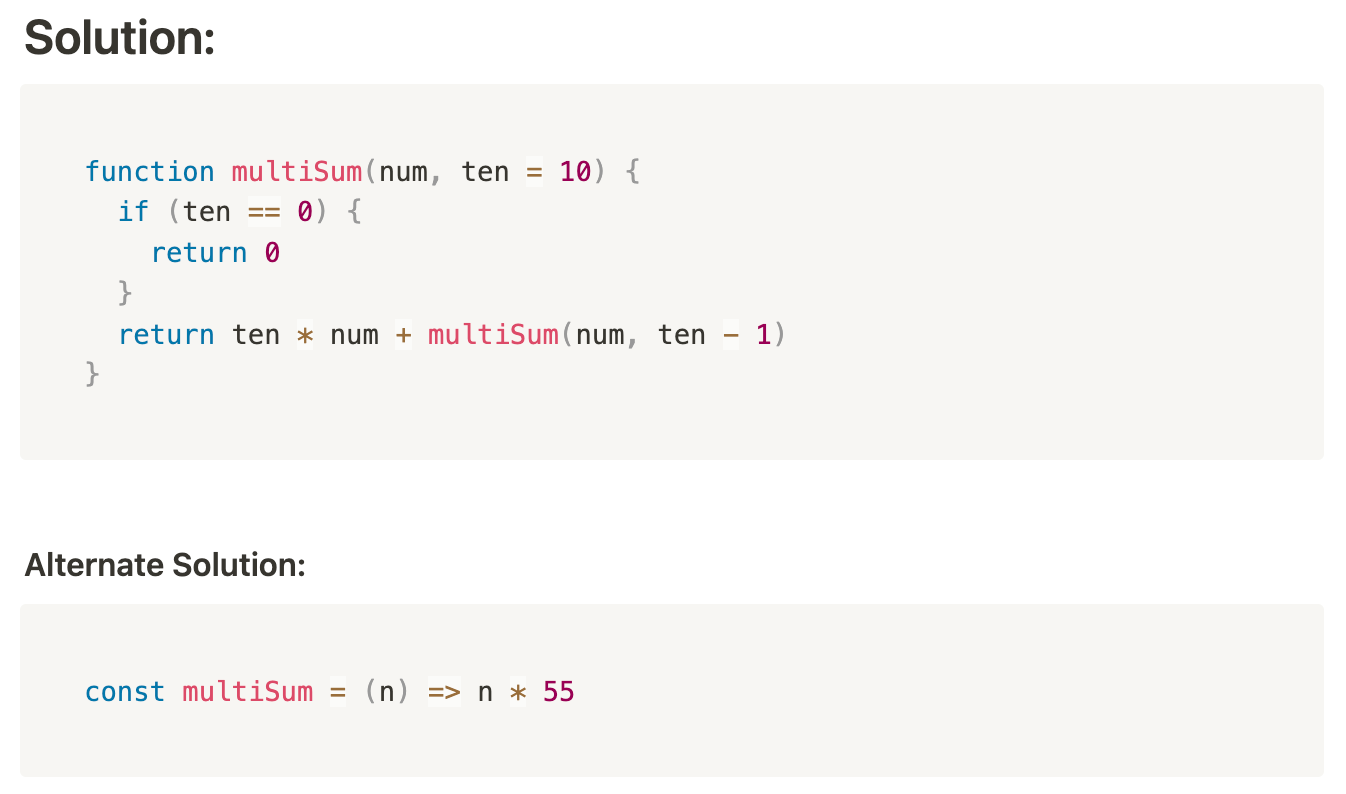 Solution:
function multiSum(num, ten = 10) {
  if (ten == 0) {
    return 0
  }
  return ten * num + multiSum(num, ten - 1)
}
Alternate Solution:
const multiSum = (n) => n * 55